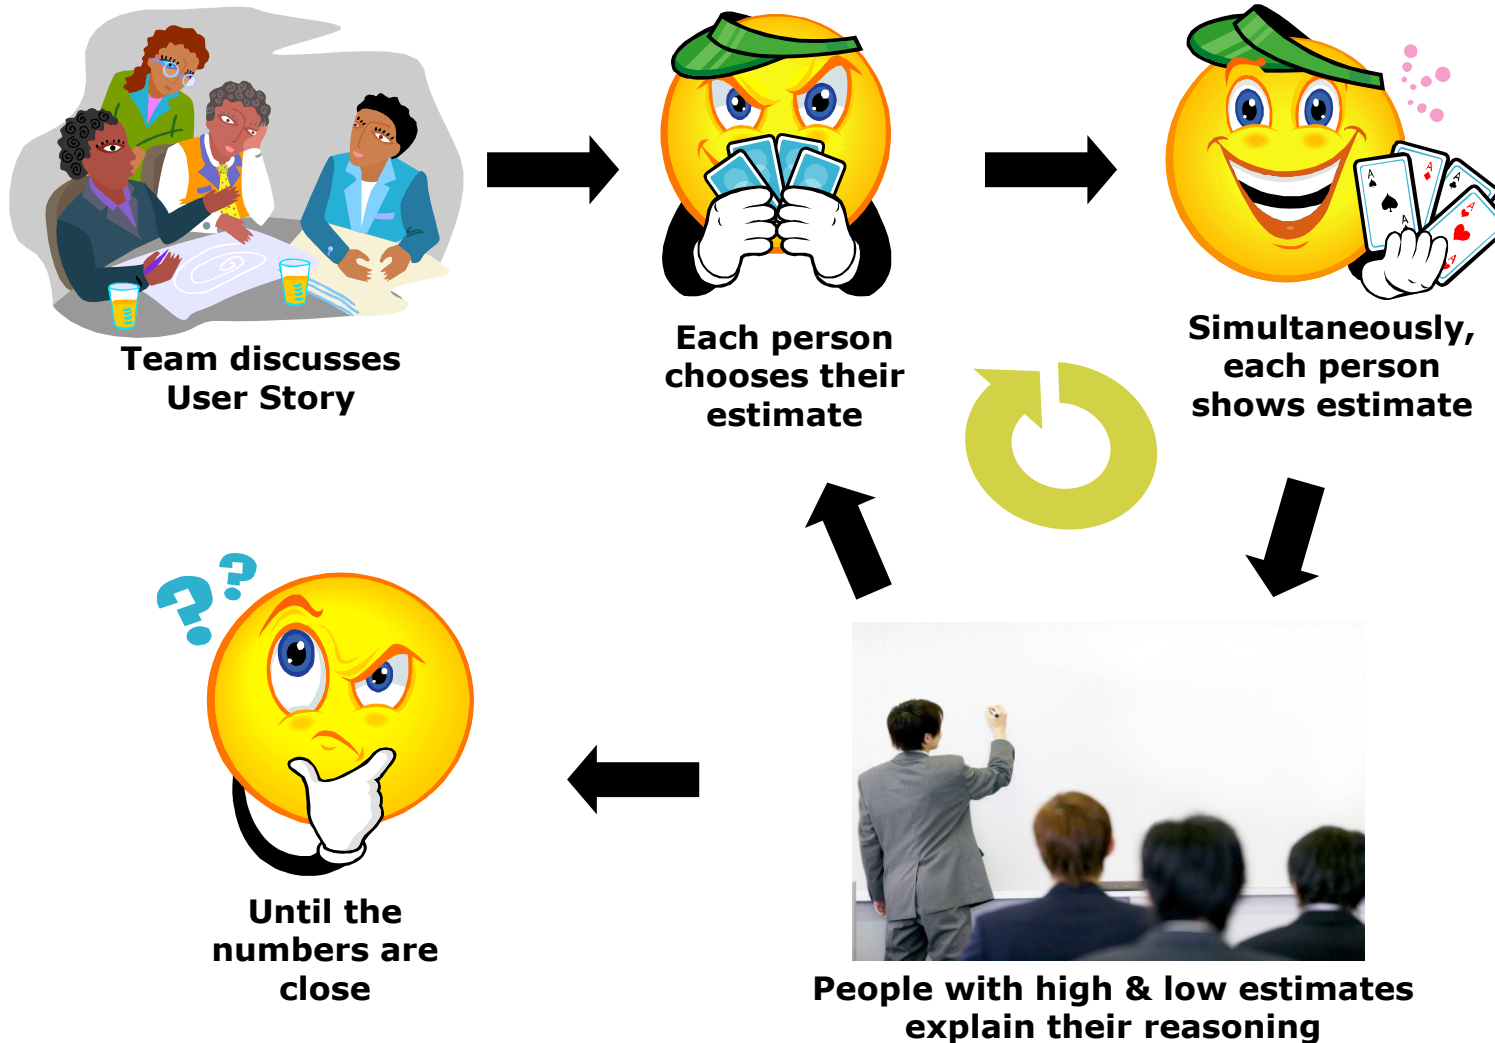 Team discusses
User Story
Each person
chooses their
estimate
Simultaneously,
each person
shows estimate
People with high & low estimates
explain their reasoning
Until the
numbers are
close